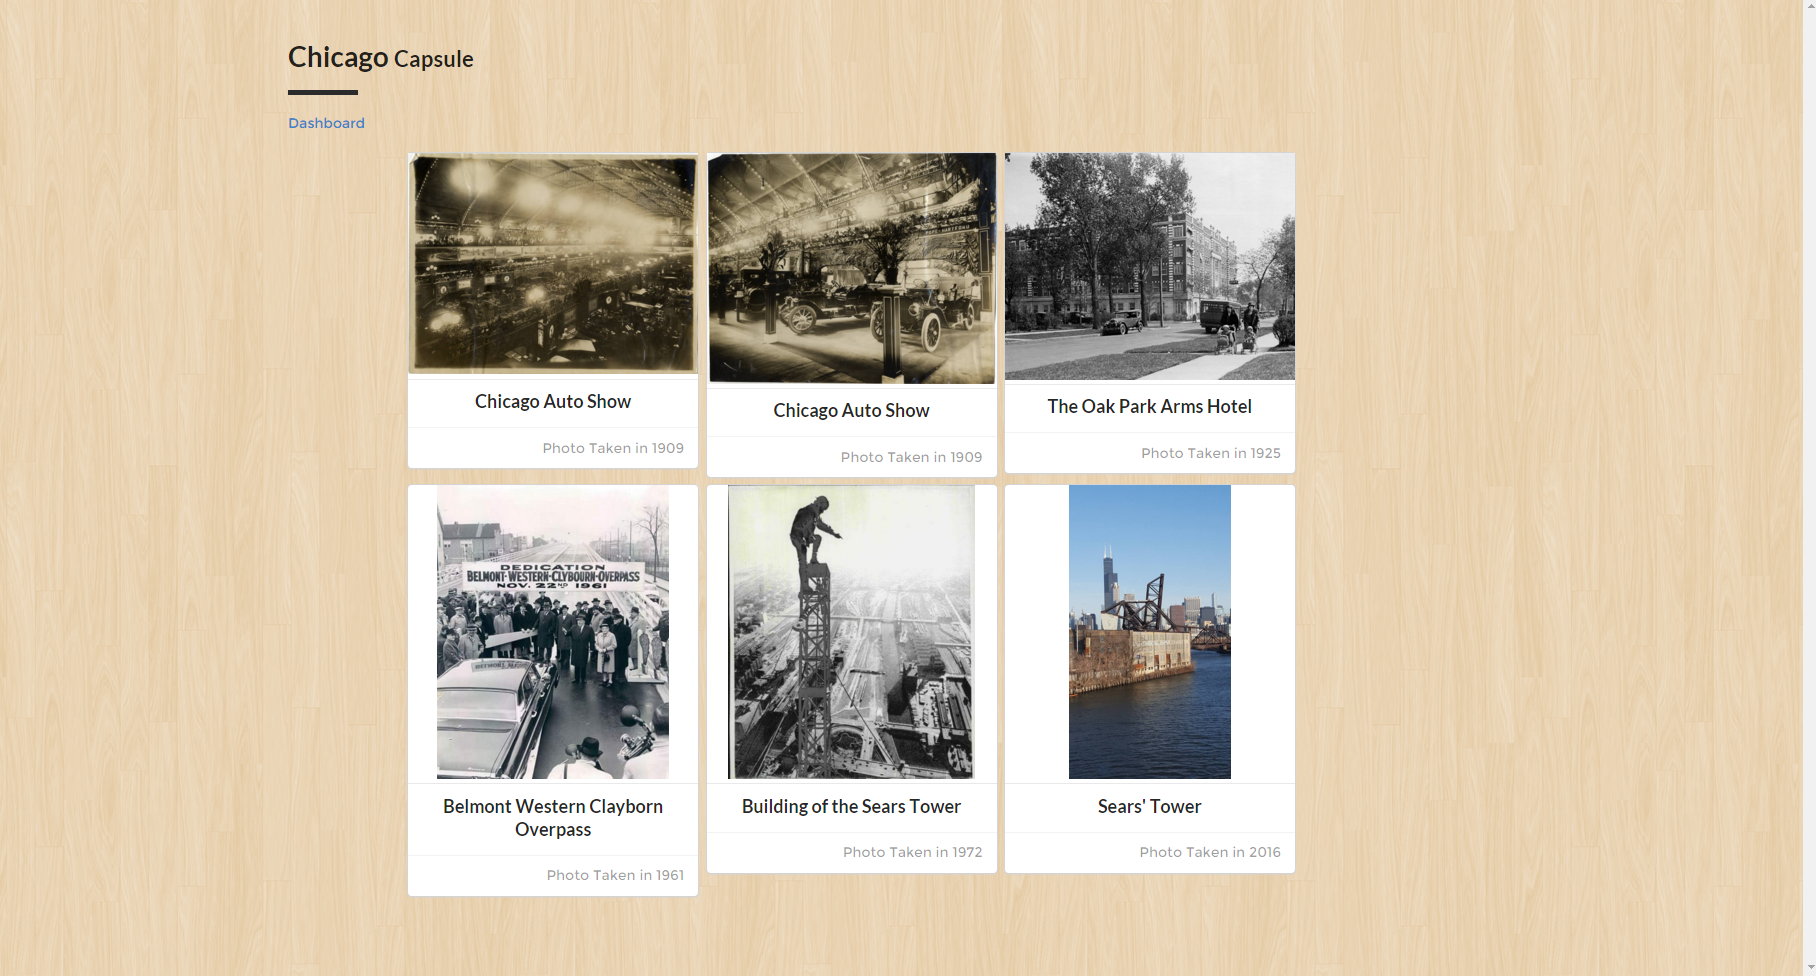 Chicago Capsule
Dashboard
Chicago Auto Show
Photo Taken in 1909
Chicago Auto Show
Photo Taken in 1909
The Oak Park Arms Hotel
Photo Taken in 1925
DEDICATION
BELMONT-WESTERN-CLYBOURN-OVERPASS
NOV. 22ND 1961
Belmont Western Clayborn
Overpass
Photo Taken in 1961
Building of the Sears Tower
Photo Taken in 1972
Sears' Tower
Photo Taken in 2016